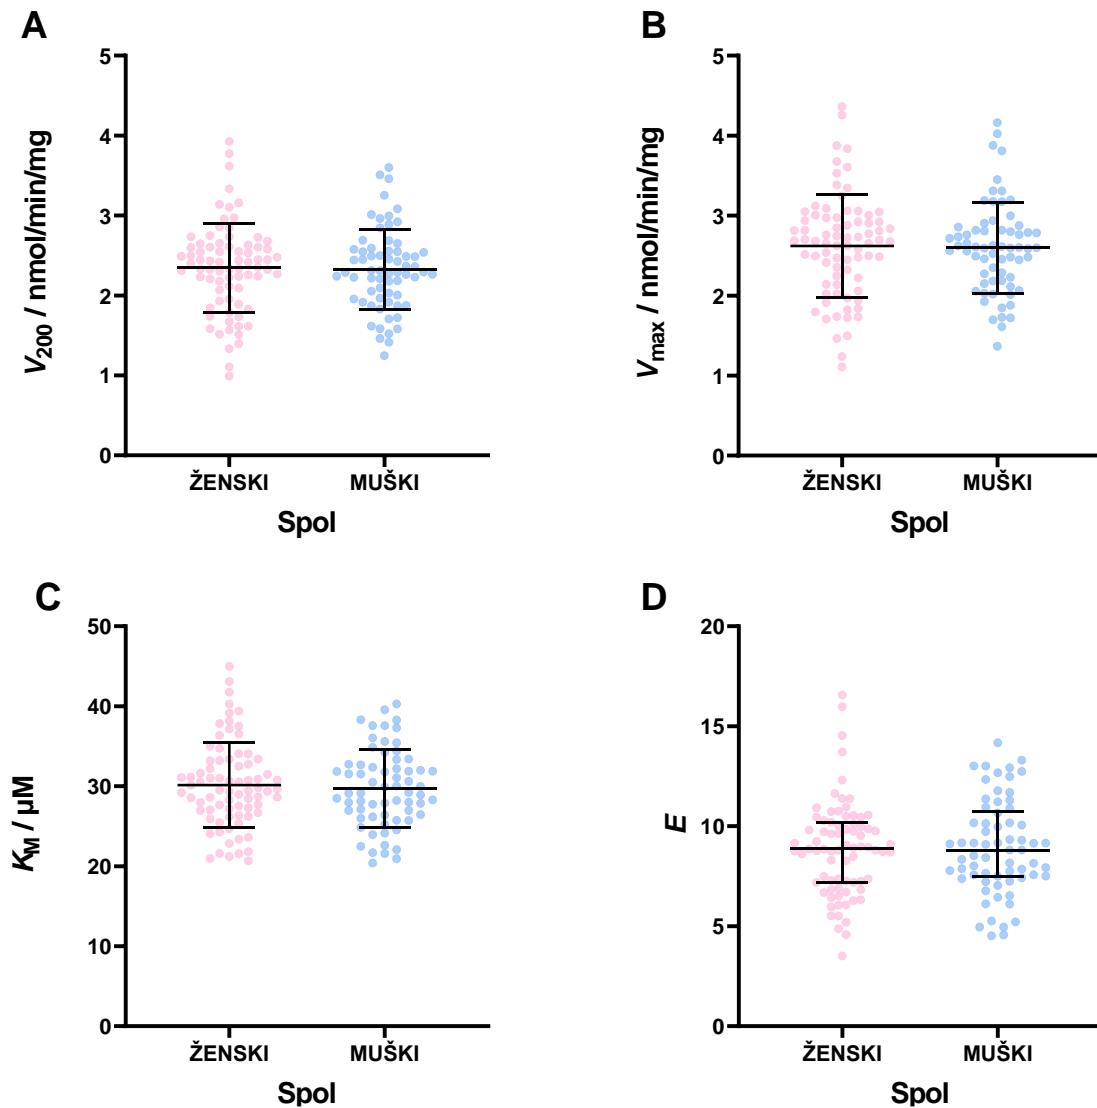 A
V200 / nmol/min/mg
5
4
3
2
1
0
ŽENSKI MUŠKI
Spol
B
Vmax / nmol/min/mg
5
4
3
2
1
0
ŽENSKI MUŠKI
Spol
C
KM / µM
50
40
30
20
10
0
ŽENSKI MUŠKI
Spol
D
E
20
15
10
5
0
ŽENSKI MUŠKI
Spol